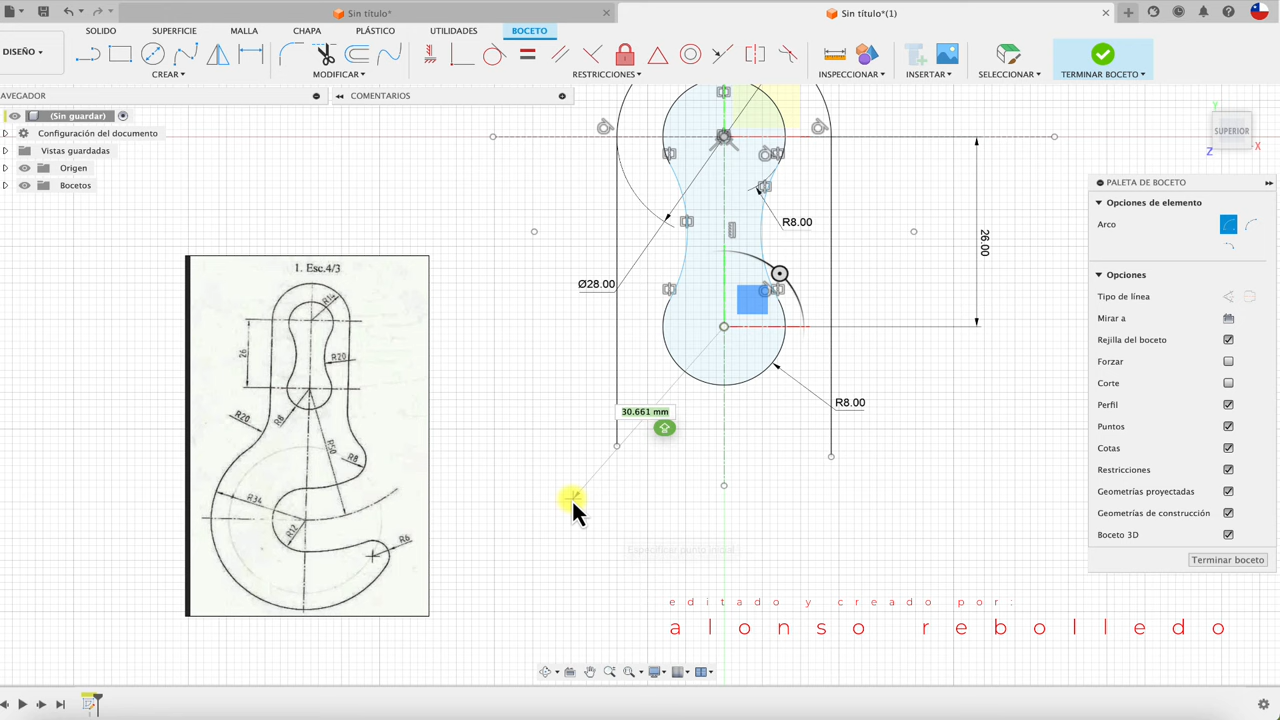 Sin título*
Sin título*(1)
DISEÑO
SOLIDO
SUPERFICIE
MALLA
CHAPA
PLÁSTICO
UTILIDADES
BOCETO
CREAR
MODIFICAR
RESTRICCIONES
INSPECCIONAR
INSERTAR
SELECCIONAR
TERMINAR BOCETO
AVEGADOR
COMENTARIOS
(Sin guardar)
Configuración del documento
Vistas guardadas
Origen
Bocetos
SUPERIOR
Y
X
Z
PALETA DE BOCETO
Opciones de elemento
Arco
Opciones
Tipo de línea
Mirar a
Rejilla del boceto
Forzar
Corte
Perfil
Puntos
Cotas
Restricciones
Geometrías proyectadas
Geometrías de construcción
Boceto 3D
Terminar boceto
R8.00
26.00
Ø28.00
R8.00
30.661 mm
Especificar punto inicial
1. Esc.4/3
R14
26
R20
R20
R8
R50
R8
R34
R12
R6
editado y creado por:
alonso rebolledo